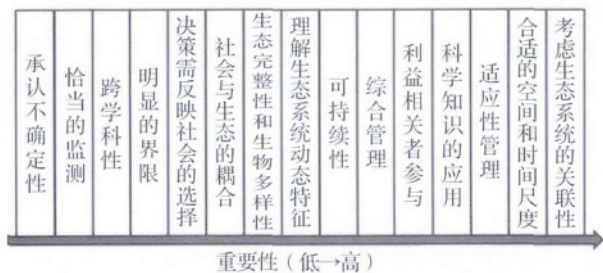 承认不确定性
恰当的监测
跨学科性
明显的界限
决策需反映社会的选择
社会与生态的耦合
生态完整性和生物多样性
理解生态系统动态特征
可持续性
综合管理
利益相关者参与
科学知识的应用
适应性管理
合适的空间和时间尺度
考虑生态系统的关联性
重要性（低→高）